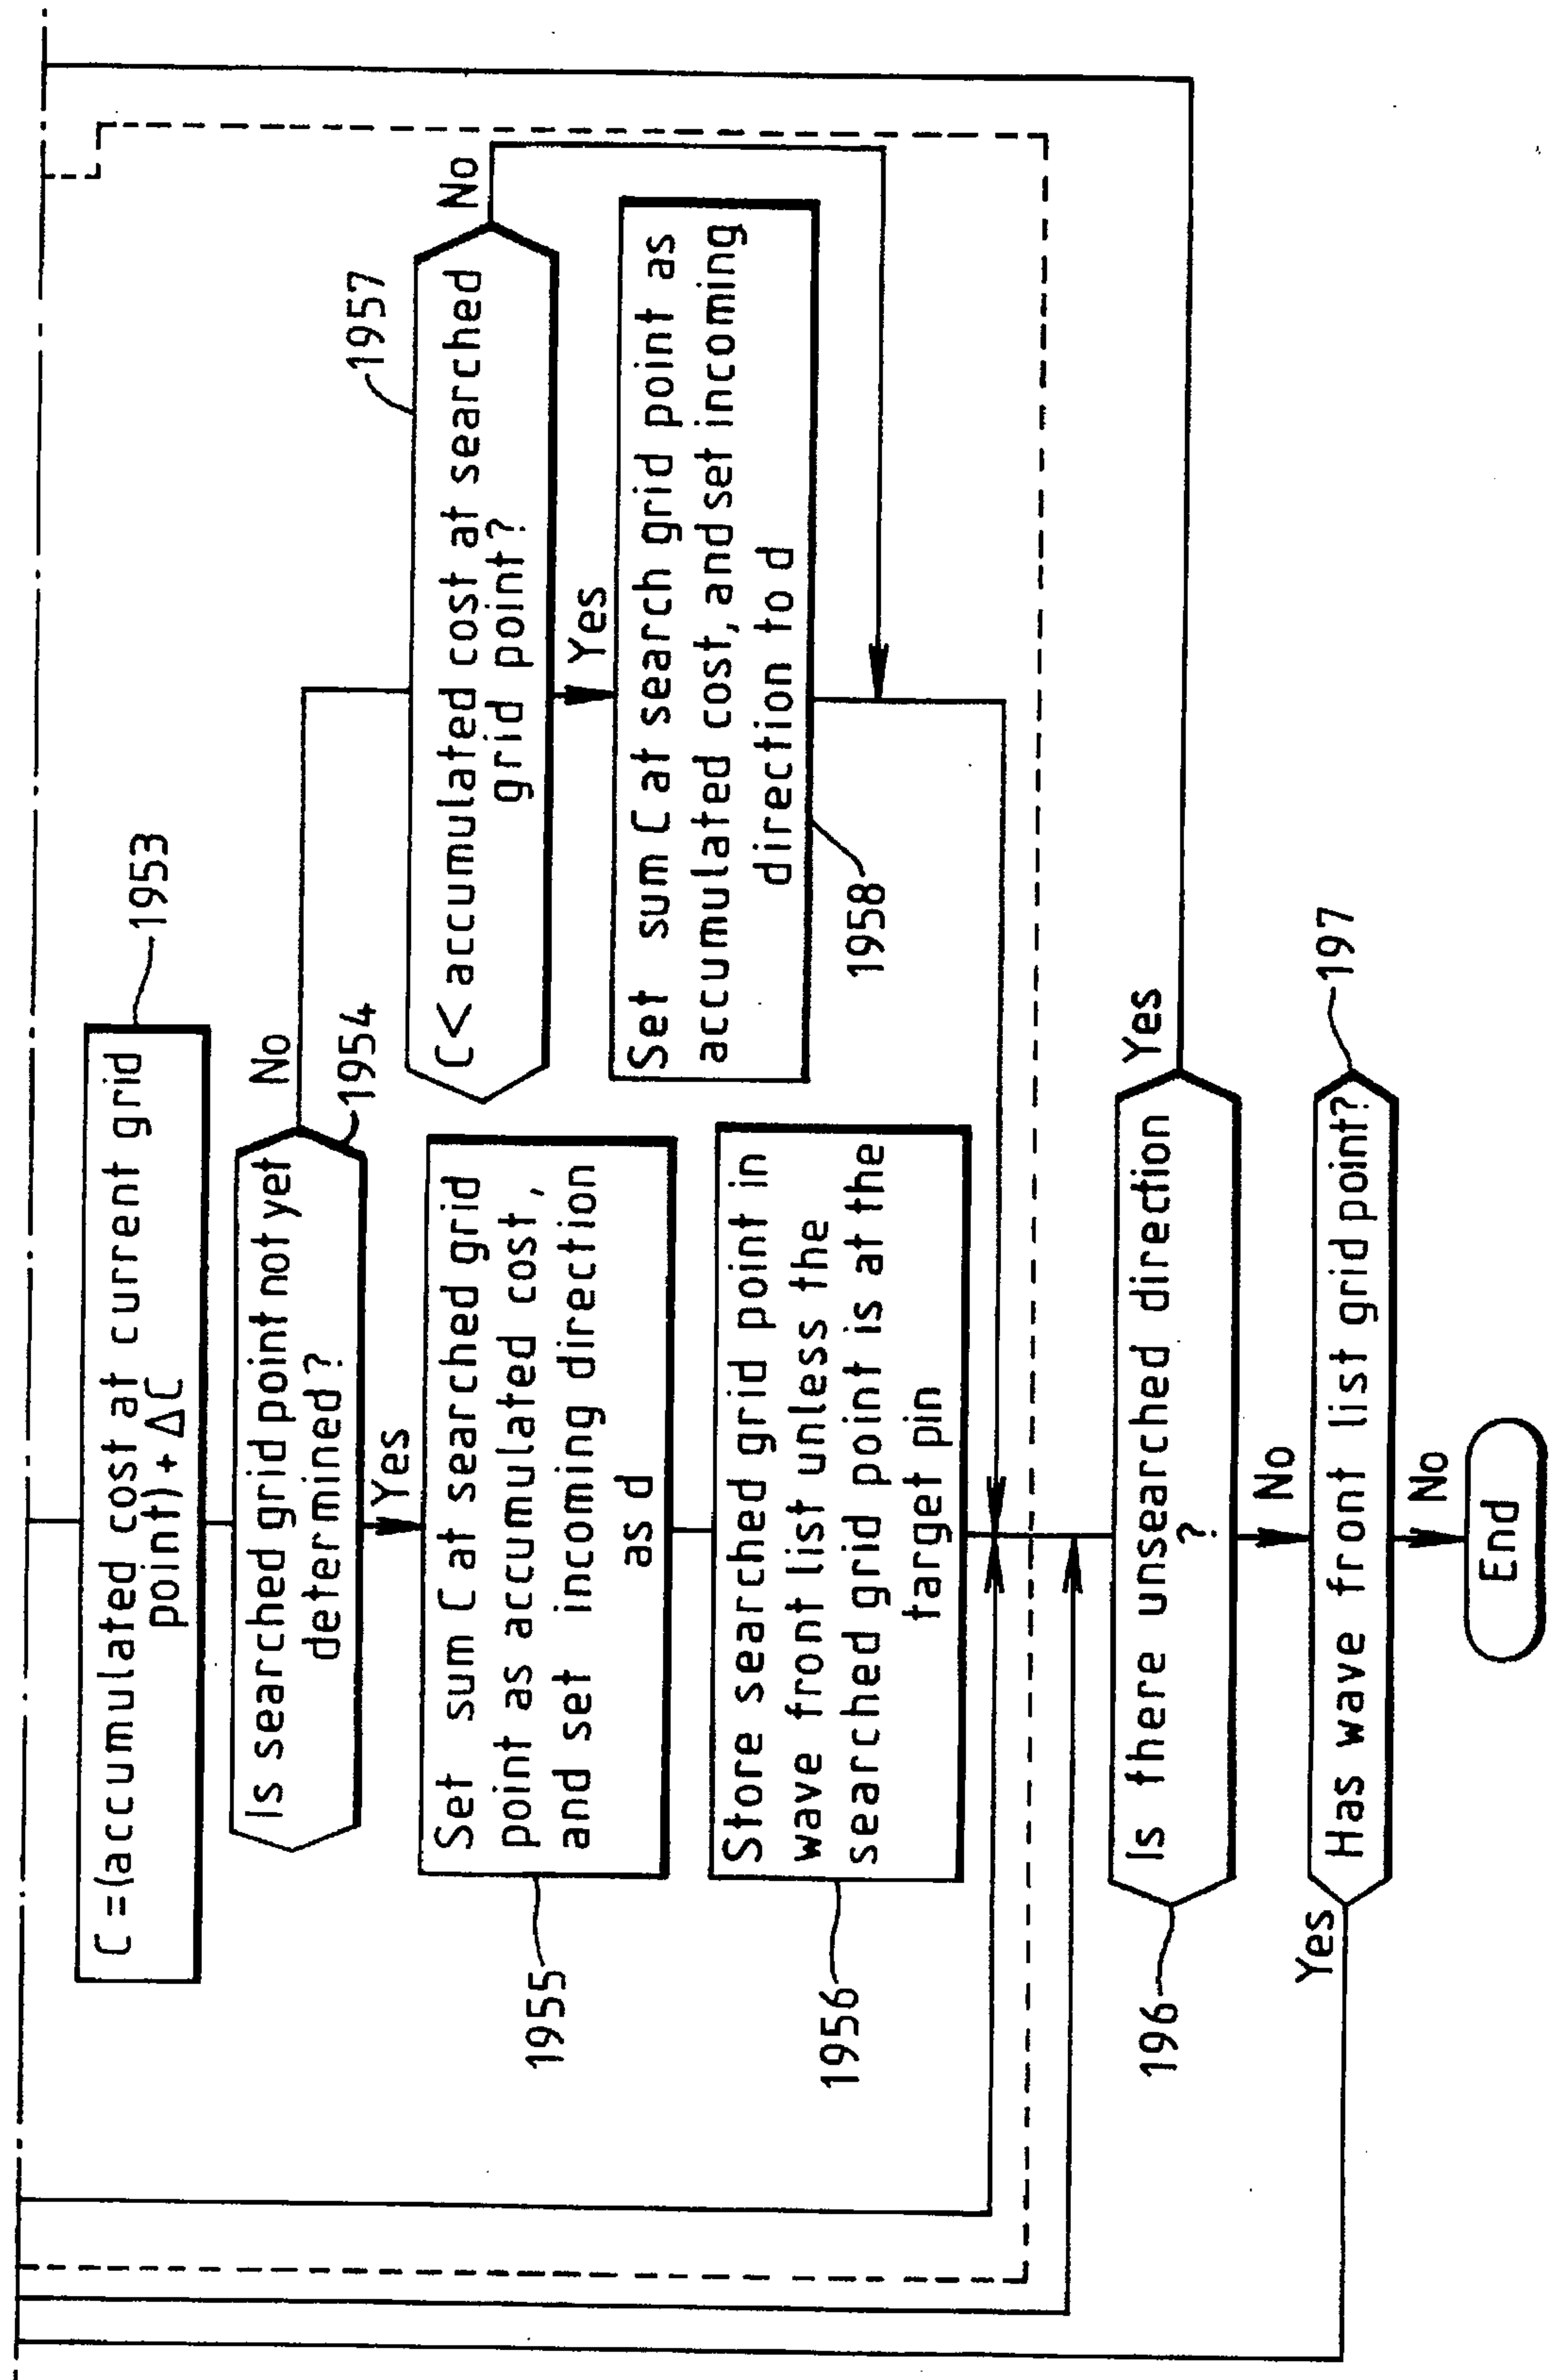 C =(accumulated cost at current grid
point) + ΔC
1953
Is searched grid point not yet
determined?
1954
No
Yes
Set sum C at searched grid
point as accumulated cost,
and set incoming direction
as d
1955
Store searched grid point in
wave front list unless the
searched grid point is at the
target pin
1956
C < accumulated cost at searched
grid point?
1957
No
Yes
Set sum C at search grid point as
accumulated cost, and set incoming
direction to d
1958
Is there unsearched direction
?
196
Yes
No
Has wave front list grid point?
197
Yes
No
End